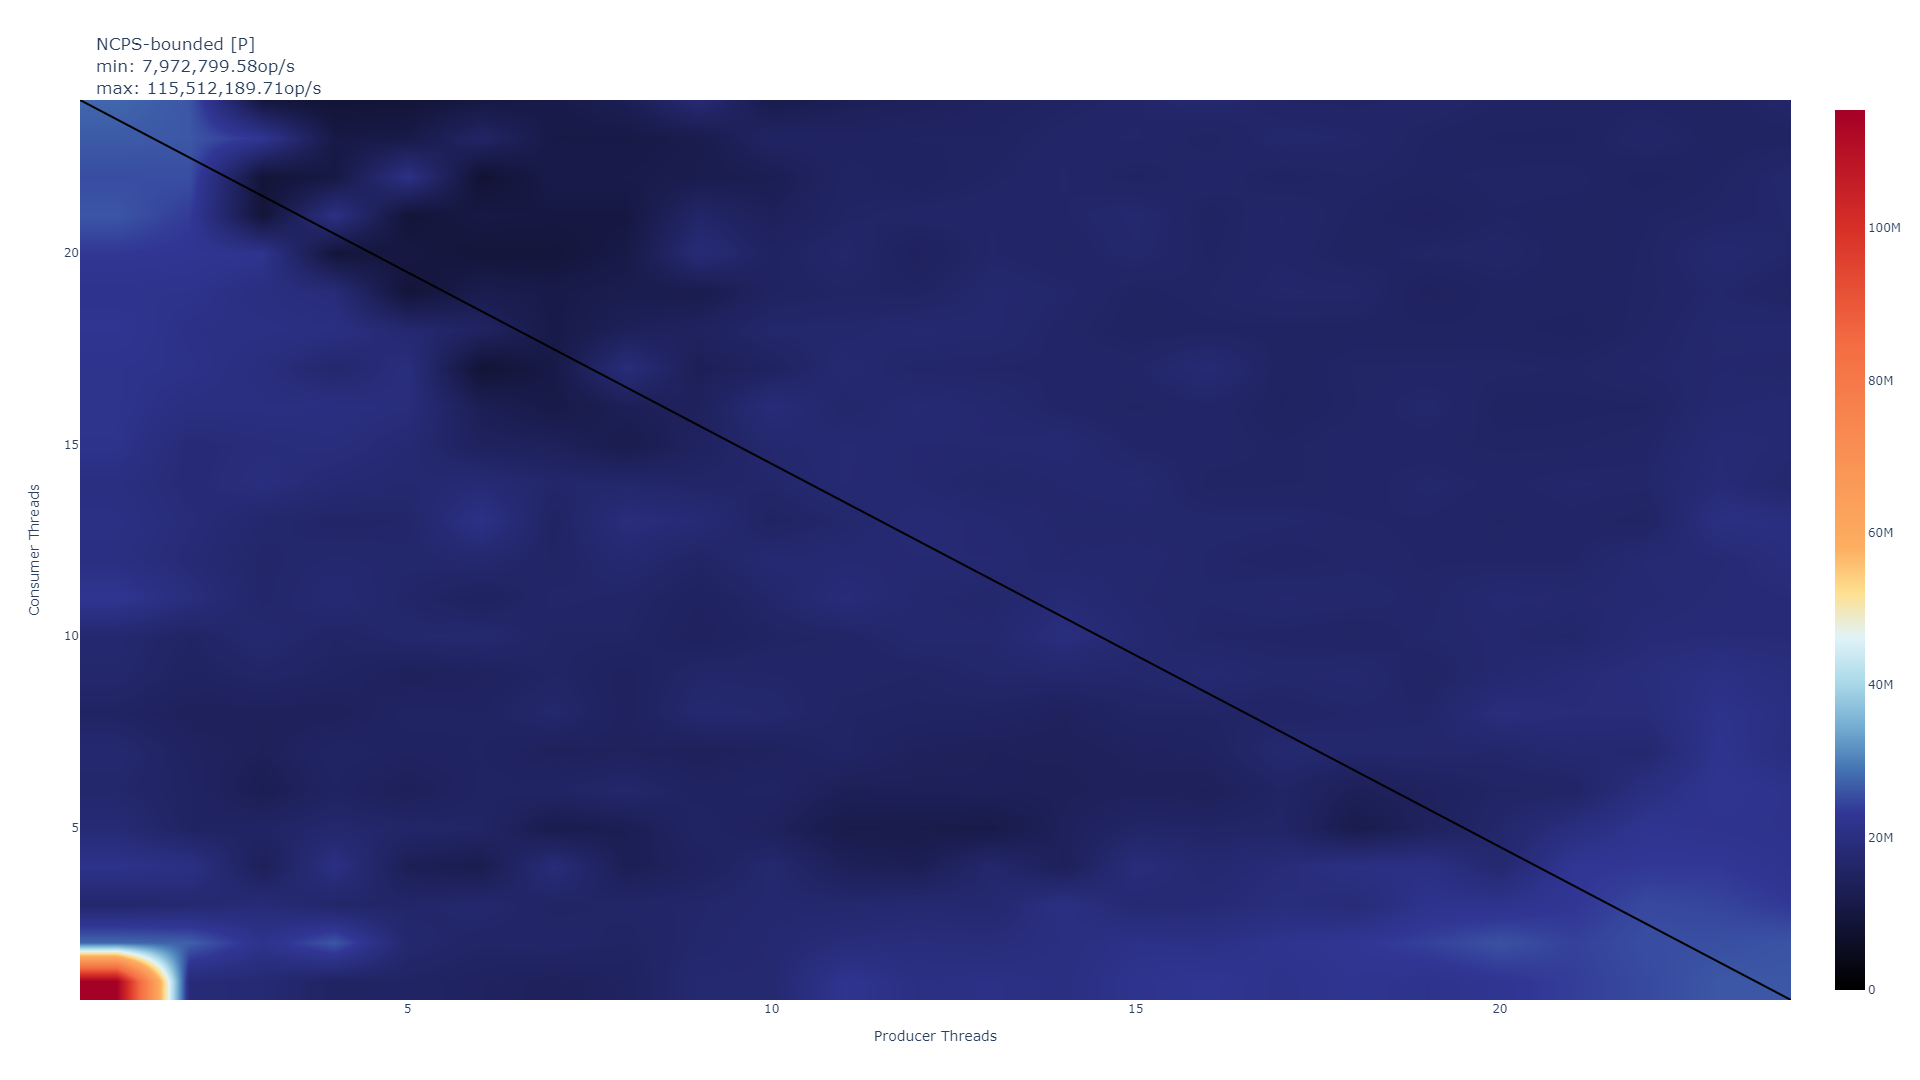 NCPS-bounded [P]
min: 7,972,799.58op/s
max: 115,512,189.71op/s
Consumer Threads
20
15
10
5
5
10
15
20
Producer Threads
100M
80M
60M
40M
20M
0